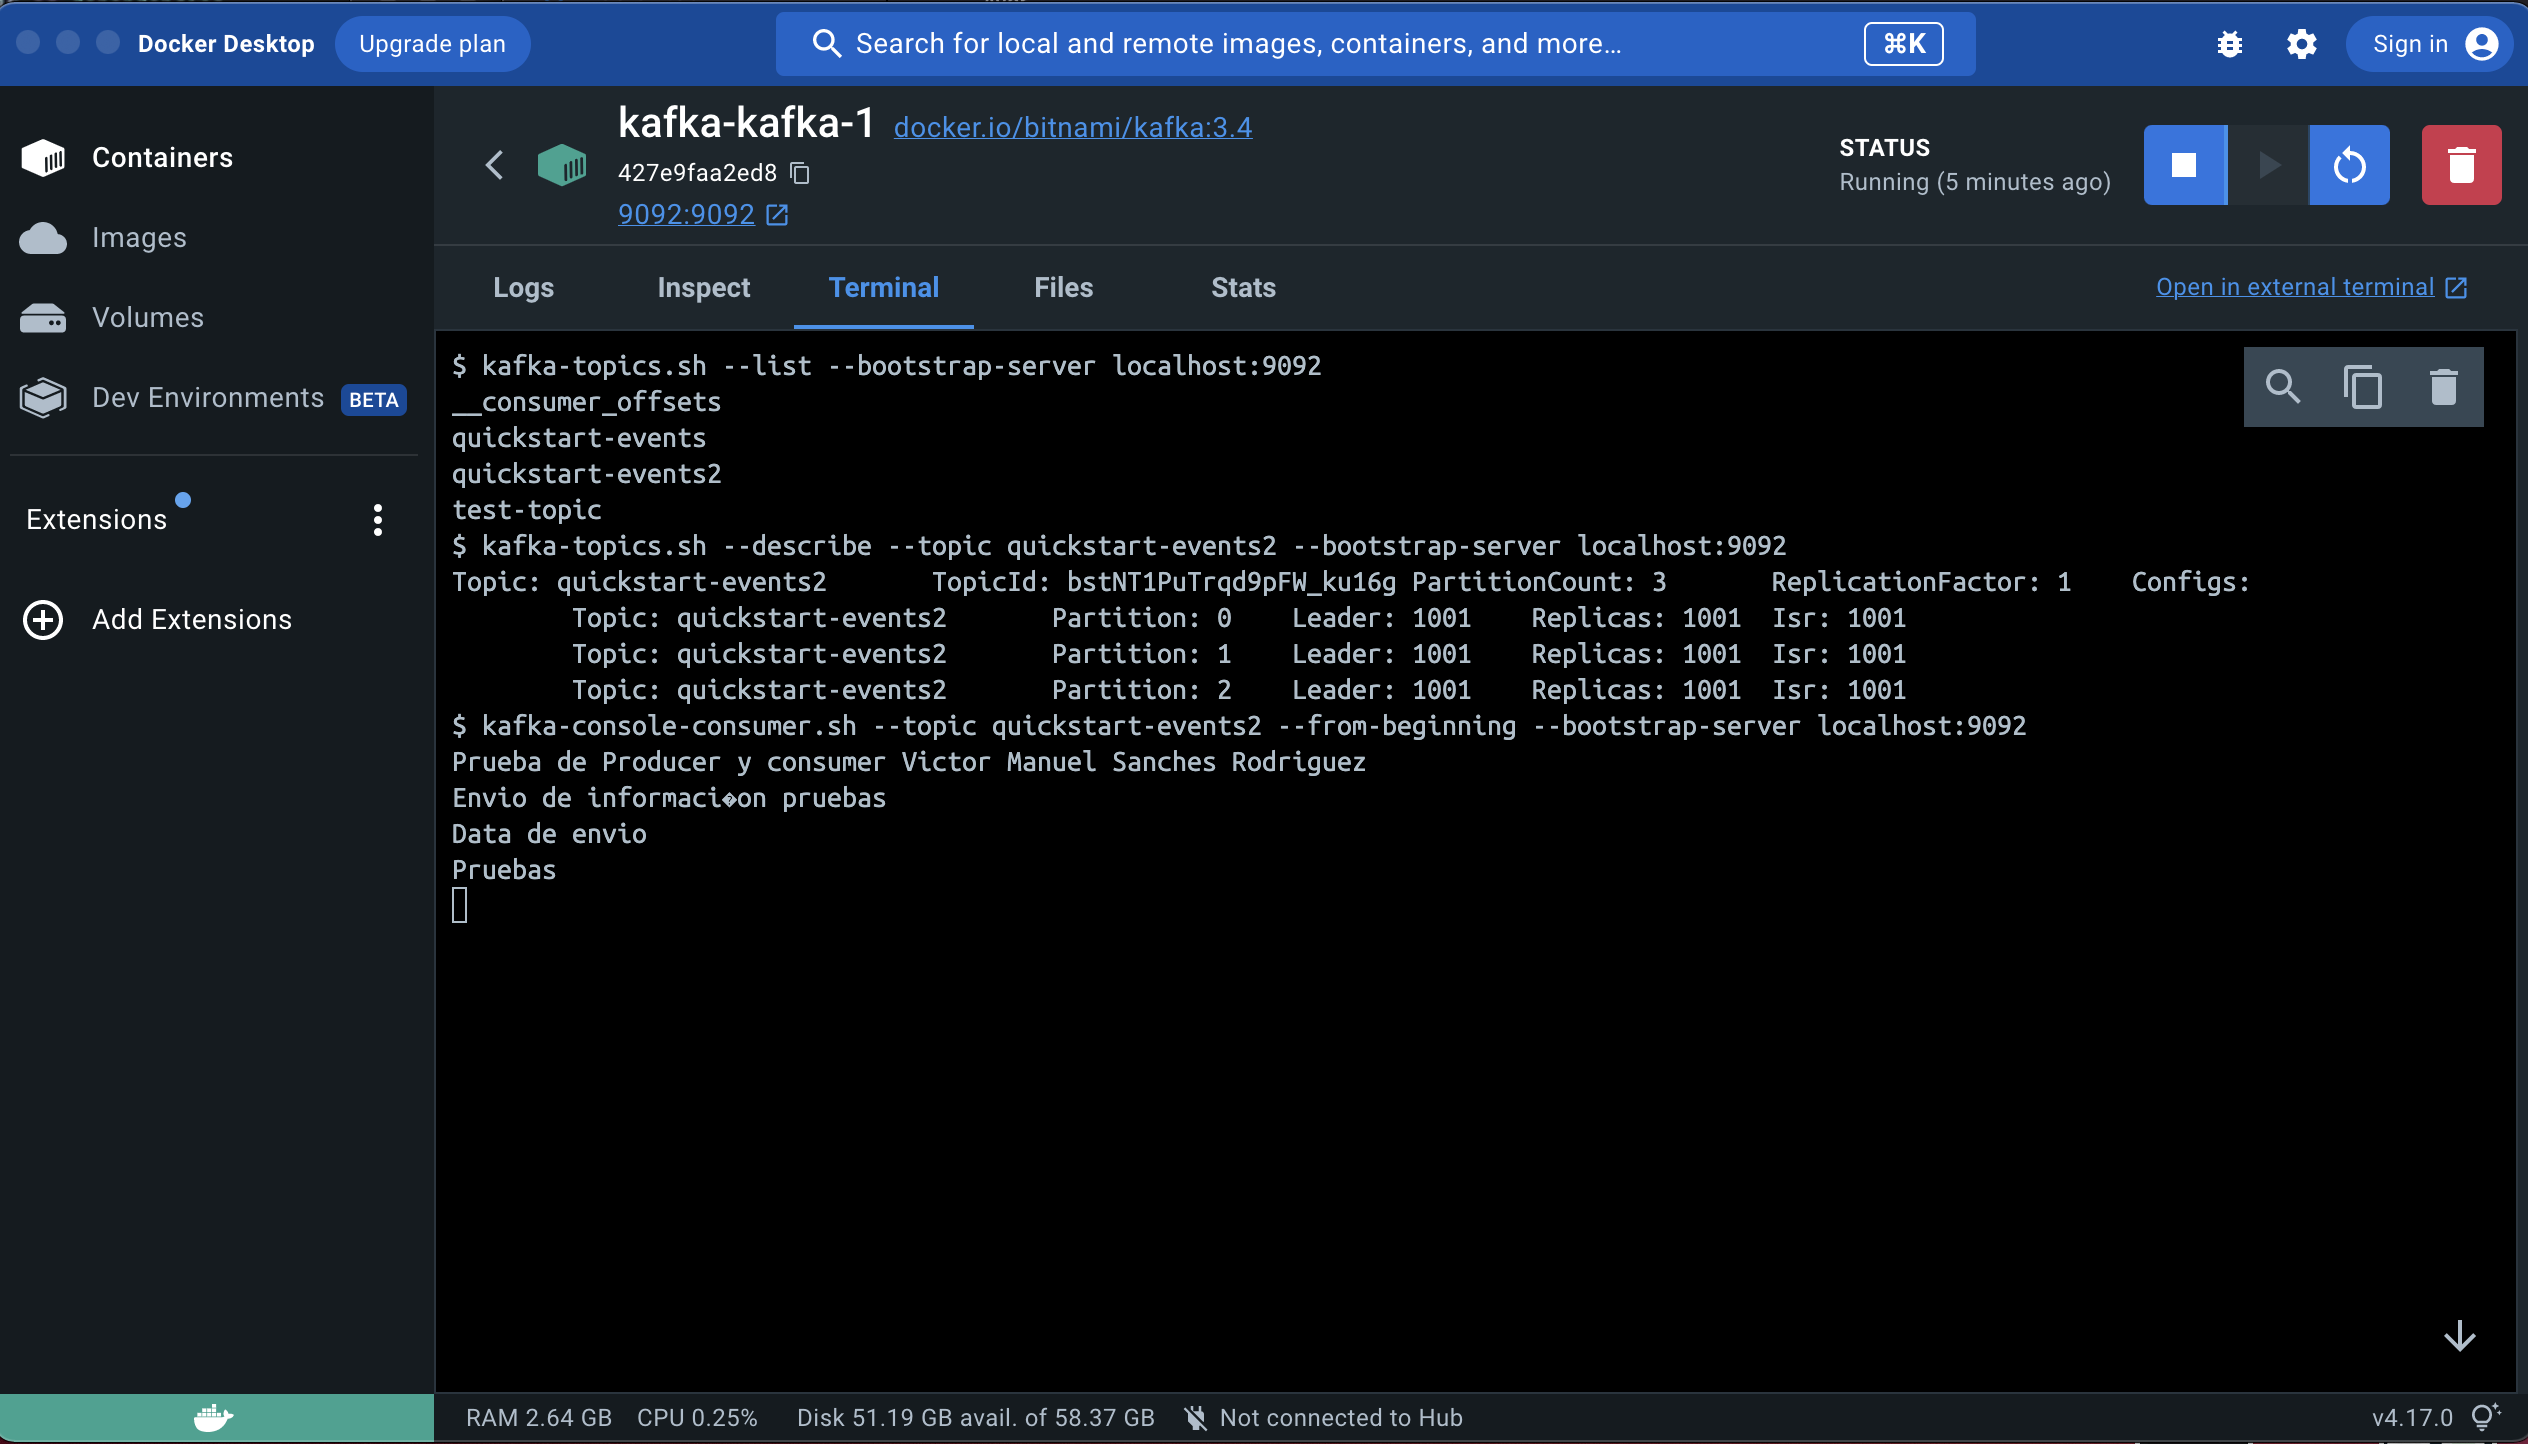 Docker Desktop Upgrade plan Search for local and remote images, containers, and more... ⌘K Sign in
Containers
Images
Volumes
Dev Environments BETA
Extensions
Add Extensions
kafka-kafka-1 docker.io/bitnami/kafka:3.4
427e9faa2ed8
9092:9092
STATUS
Running (5 minutes ago)
Logs Inspect Terminal Files Stats Open in external terminal
$ kafka-topics.sh --list --bootstrap-server localhost:9092
__consumer_offsets
quickstart-events
quickstart-events2
test-topic
$ kafka-topics.sh --describe --topic quickstart-events2 --bootstrap-server localhost:9092
Topic: quickstart-events2 TopicId: bstNT1PuTrqd9pFW_ku16g PartitionCount: 3 ReplicationFactor: 1 Configs:
Topic: quickstart-events2 Partition: 0 Leader: 1001 Replicas: 1001 Isr: 1001
Topic: quickstart-events2 Partition: 1 Leader: 1001 Replicas: 1001 Isr: 1001
Topic: quickstart-events2 Partition: 2 Leader: 1001 Replicas: 1001 Isr: 1001
$ kafka-console-consumer.sh --topic quickstart-events2 --from-beginning --bootstrap-server localhost:9092
Prueba de Producer y consumer Victor Manuel Sanches Rodriguez
Envio de informaci�on pruebas
Data de envio
Pruebas
RAM 2.64 GB CPU 0.25% Disk 51.19 GB avail. of 58.37 GB Not connected to Hub v4.17.0